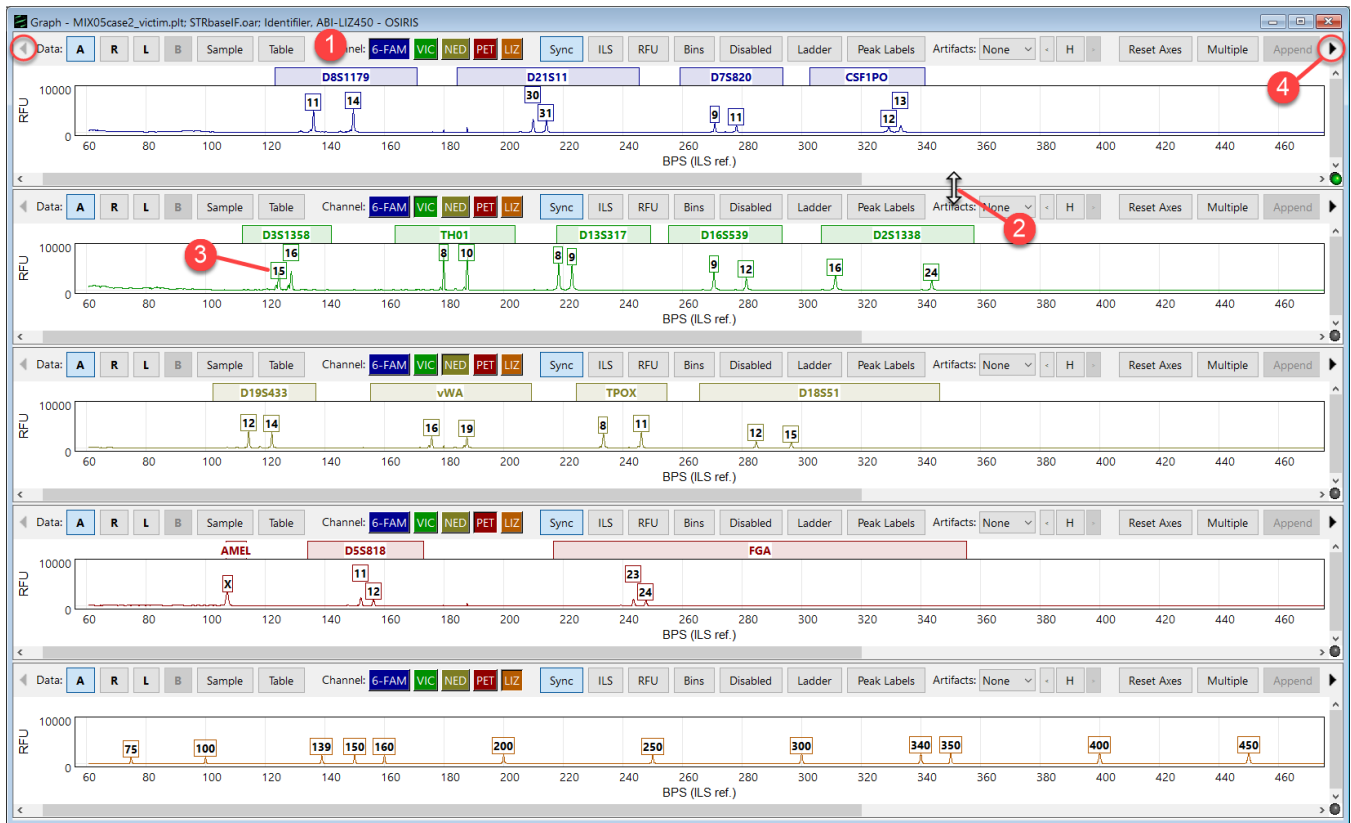 Graph - MIX05case2_victim.plt; STRbaseIF.oar; Identifiler, ABI-LIZ450 - OSIRIS
Data: A R L B Sample Table 1 nel: 6-FAM VIC NED PET LIZ Sync ILS RFU Bins Disabled Ladder Peak Labels Artifacts: None H Reset Axes Multiple Append
4
D8S1179 D21S11 D7S820 CSF1PO
RFU
10000
0
11 14 30 31 9 11 12 13
60 80 100 120 140 160 180 200 220 240 260 280 300 320 340 360 380 400 420 440 460
BPS (ILS ref.)
Data: A R L B Sample Table Channel: 6-FAM VIC NED PET LIZ Sync ILS RFU Bins Disabled Ladder Peak Labels Artifacts: None H Reset Axes Multiple Append
2
D3S1358 TH01 D13S317 D16S539 D2S1338
3
RFU
10000
0
15 16 8 10 8 9 9 12 16 24
60 80 100 120 140 160 180 200 220 240 260 280 300 320 340 360 380 400 420 440 460
BPS (ILS ref.)
Data: A R L B Sample Table Channel: 6-FAM VIC NED PET LIZ Sync ILS RFU Bins Disabled Ladder Peak Labels Artifacts: None H Reset Axes Multiple Append
D19S433 vWA TPOX D18S51
RFU
10000
0
12 14 16 19 8 11 12 15
60 80 100 120 140 160 180 200 220 240 260 280 300 320 340 360 380 400 420 440 460
BPS (ILS ref.)
Data: A R L B Sample Table Channel: 6-FAM VIC NED PET LIZ Sync ILS RFU Bins Disabled Ladder Peak Labels Artifacts: None H Reset Axes Multiple Append
AMEL D5S818 FGA
RFU
10000
0
X 11 12 23 24
60 80 100 120 140 160 180 200 220 240 260 280 300 320 340 360 380 400 420 440 460
BPS (ILS ref.)
Data: A R L B Sample Table Channel: 6-FAM VIC NED PET LIZ Sync ILS RFU Bins Disabled Ladder Peak Labels Artifacts: None H Reset Axes Multiple Append
RFU
10000
0
75 100 139 150 160 200 250 300 340 350 400 450
60 80 100 120 140 160 180 200 220 240 260 280 300 320 340 360 380 400 420 440 460
BPS (ILS ref.)